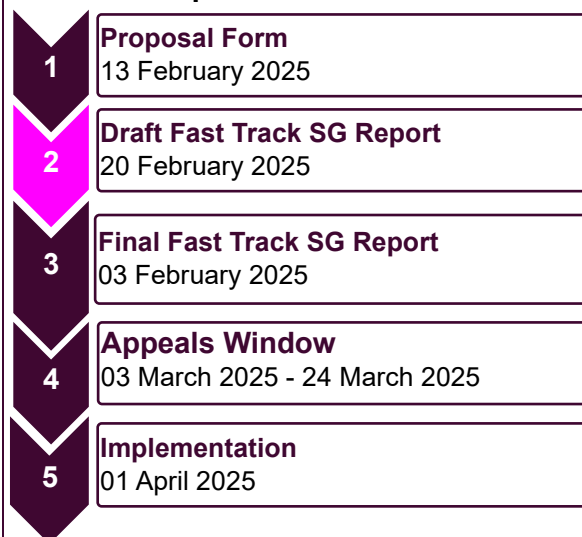 1
Proposal Form
13 February 2025
2
Draft Fast Track SG Report
20 February 2025
3
Final Fast Track SG Report
03 February 2025
4
Appeals Window
03 March 2025 - 24 March 2025
5
Implementation
01 April 2025